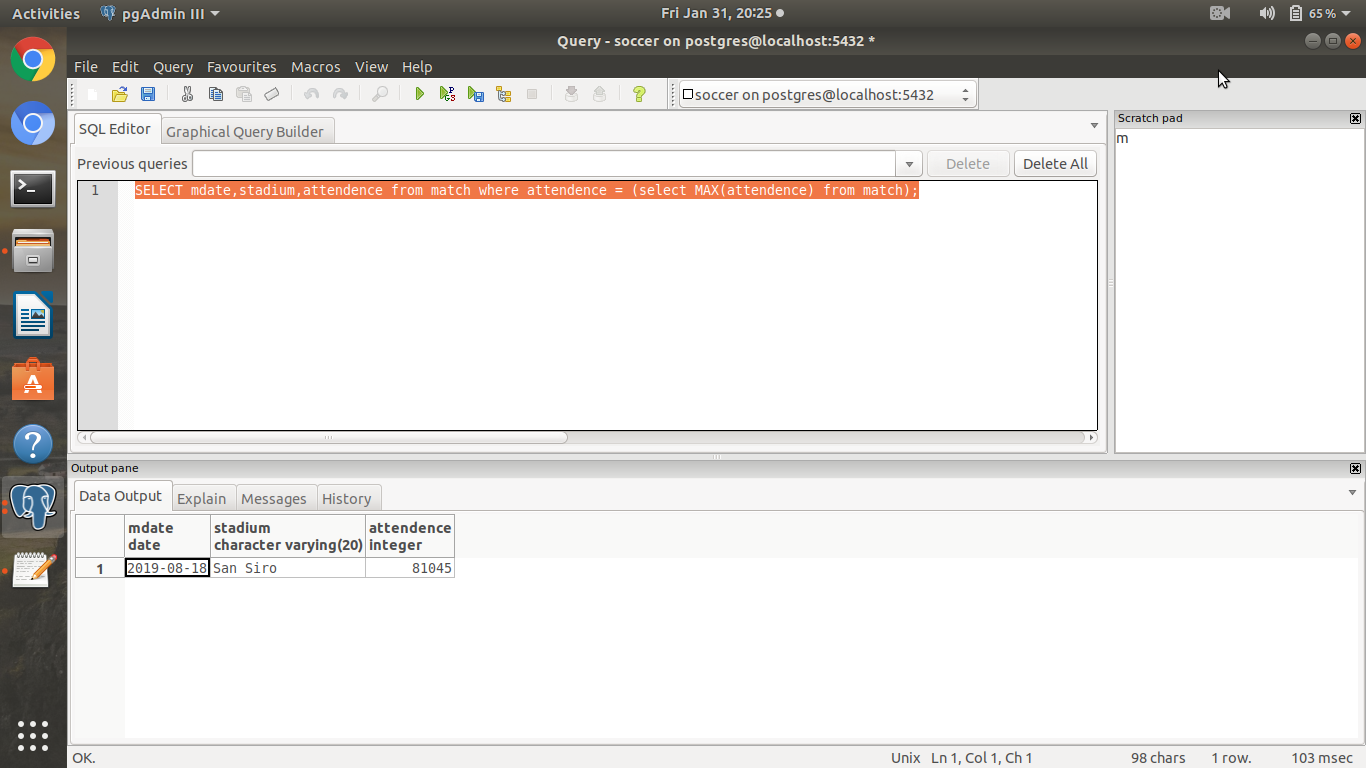 Activities pgAdmin III Fri Jan 31, 20:25 65%
Query - soccer on postgres@localhost:5432 *
File Edit Query Favourites Macros View Help
soccer on postgres@localhost:5432
SQL Editor Graphical Query Builder
Scratch pad
m
Previous queries Delete Delete All
1 SELECT mdate,stadium,attendence from match where attendence = (select MAX(attendence) from match);
Output pane
Data Output Explain Messages History
mdate stadium attendence
date character varying(20) integer
1 2019-08-18 San Siro 81045
OK. Unix Ln 1, Col 1, Ch 1 98 chars 1 row. 103 msec